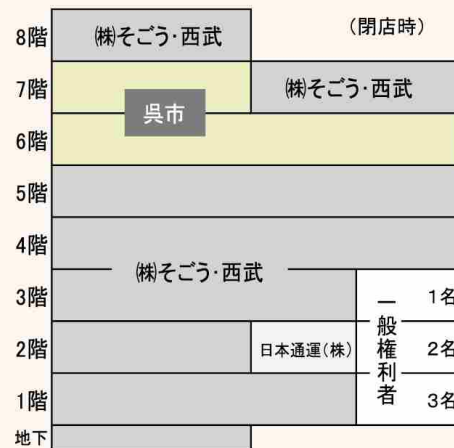 (閉店時)
8階 ㈱そごう・西武
7階 ㈱そごう・西武
呉市
6階
5階
4階
㈱そごう・西武
3階 1名
2階 日本通運(株) 2名
一般権利者
1階 3名
地下